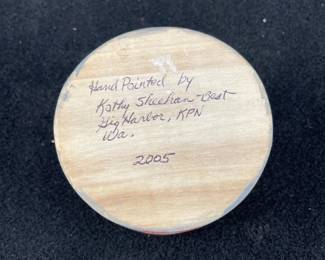 Hand Painted by
Kathy Sheehan-Best
Gig Harbor, KPN
Wa.
2005